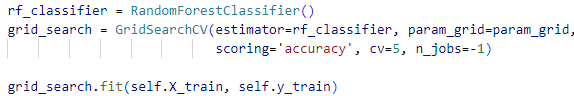 rf_classifier = RandomForestClassifier()
grid_search = GridSearchCV(estimator=rf_classifier, param_grid=param_grid,
scoring='accuracy', cv=5, n_jobs=-1)
grid_search.fit(self.X_train, self.y_train)